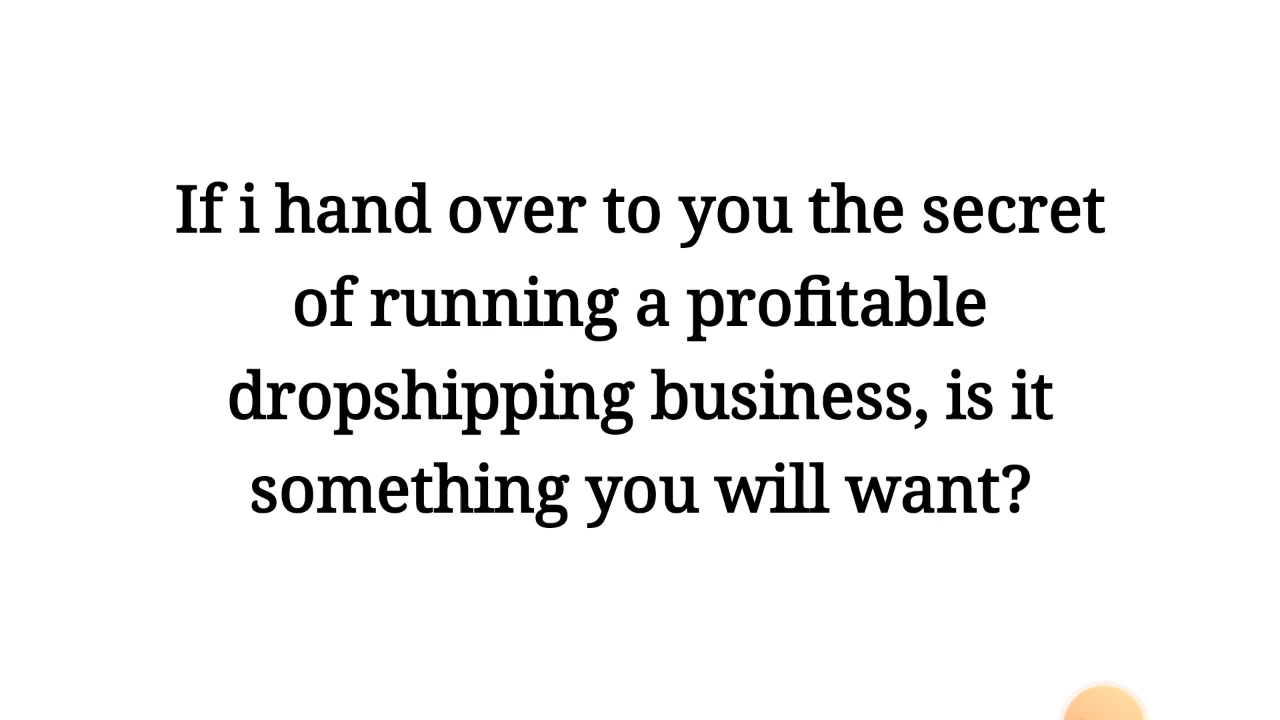 If i hand over to you the secret
of running a profitable
dropshipping business, is it
something you will want?